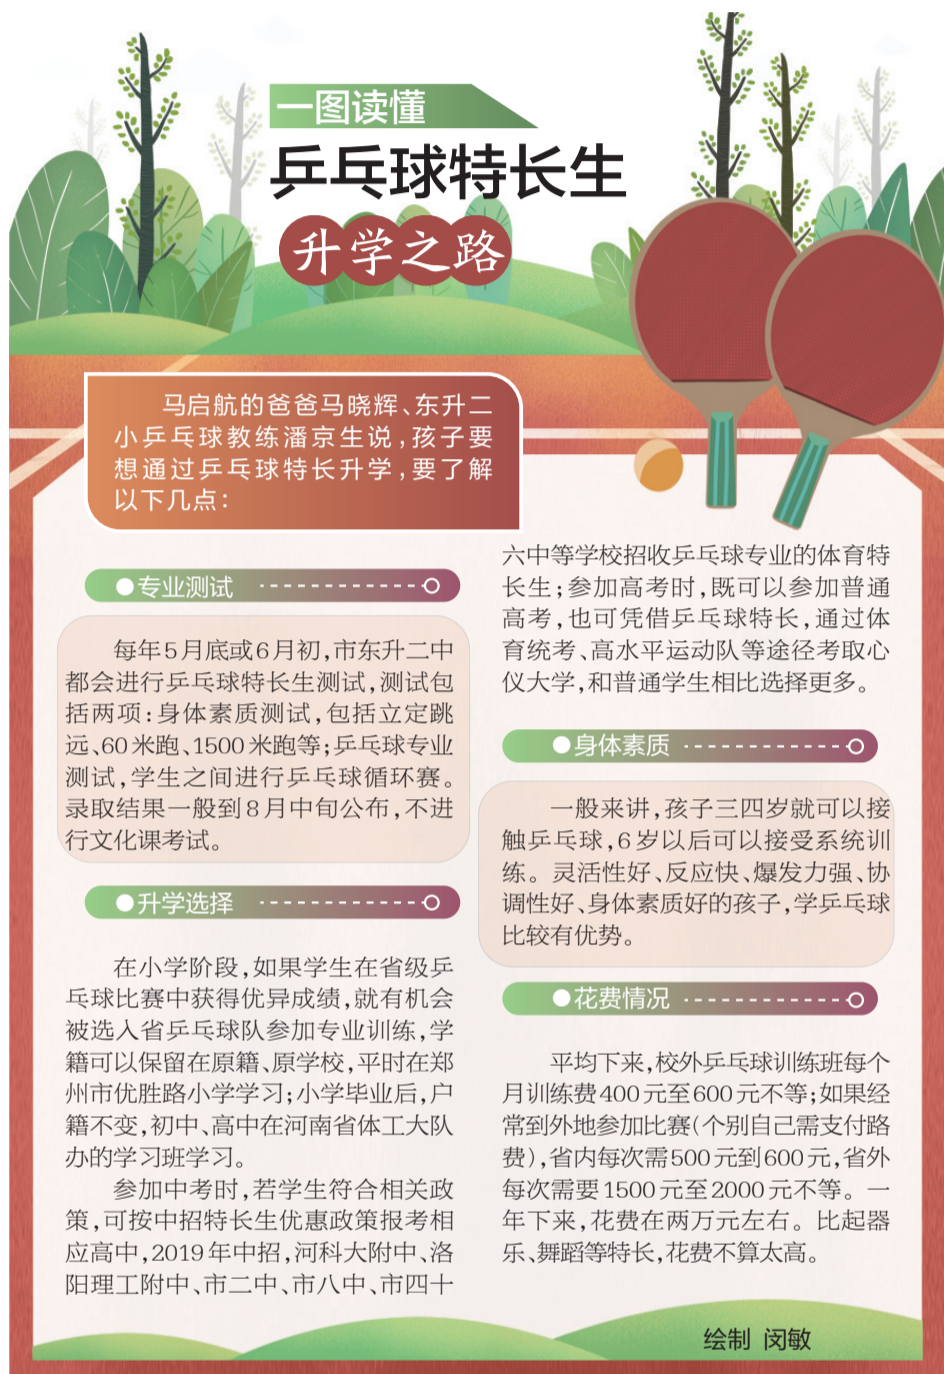 一图读懂
乒乓球特长生
升学之路
马启航的爸爸马晓辉、东升二
小乒乓球教练潘京生说,孩子要
想通过乒乓球特长升学,要了解
以下几点:
●专业测试
每年5月底或6月初,市东升二中
都会进行乒乓球特长生测试,测试包
括两项:身体素质测试,包括立定跳
远、60米跑、1500米跑等;乒乓球专业
测试,学生之间进行乒乓球循环赛。
录取结果一般到8月中旬公布,不进
行文化课考试。
●升学选择
在小学阶段,如果学生在省级乒
乓球比赛中获得优异成绩,就有机会
被选入省乒乓球队参加专业训练,学
籍可以保留在原籍、原学校,平时在郑
州市优胜路小学学习;小学毕业后,户
籍不变,初中、高中在河南省体工大队
办的学习班学习。
参加中考时,若学生符合相关政
策,可按中招特长生优惠政策报考相
应高中,2019年中招,河科大附中、洛
阳理工附中、市二中、市八中、市四十
六中等学校招收乒乓球专业的体育特
长生;参加高考时,既可以参加普通
高考,也可凭借乒乓球特长,通过体
育统考、高水平运动队等途径考取心
仪大学,和普通学生相比选择更多。
●身体素质
一般来讲,孩子三四岁就可以接
触乒乓球,6岁以后可以接受系统训
练。灵活性好、反应快、爆发力强、协
调性好、身体素质好的孩子,学乒乓球
比较有优势。
●花费情况
平均下来,校外乒乓球训练班每个
月训练费400元至600元不等;如果经
常到外地参加比赛(个别自己需支付路
费),省内每次需500元到600元,省外
每次需要1500元至2000元不等。一
年下来,花费在两万元左右。比起器
乐、舞蹈等特长,花费不算太高。
绘制 闵敏